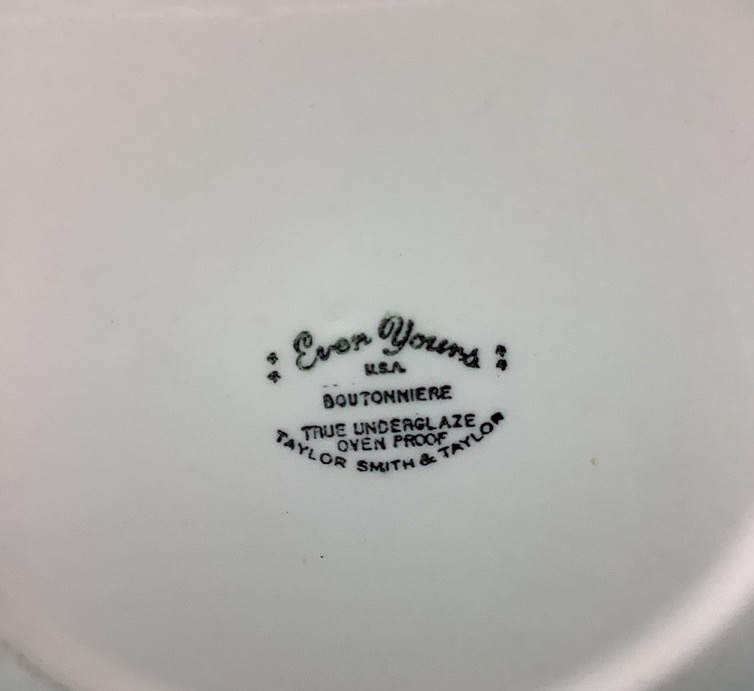 Ever Yours
U.S.A.
BOUTONNIERE
TRUE UNDERGLAZE
OVEN PROOF
TAYLOR SMITH & TAYLOR